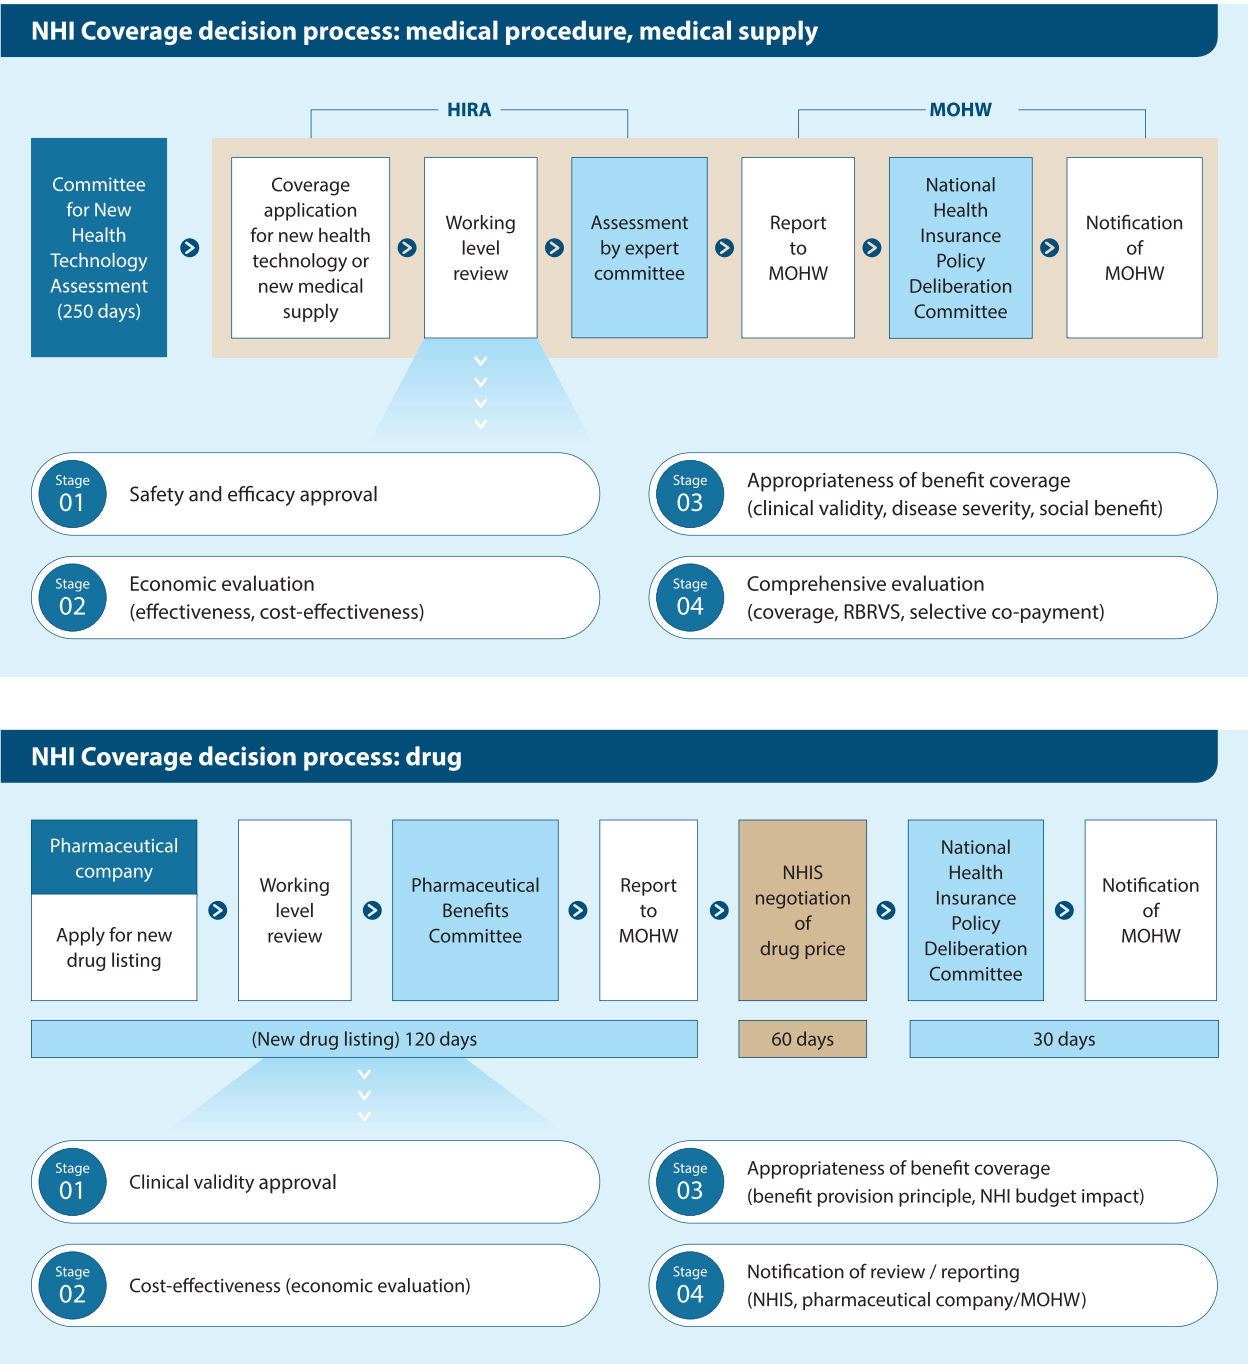 NHI Coverage decision process: medical procedure, medical supply
HIRA
MOHW
Committee
for New
Health
Technology
Assessment
(250 days)
Coverage
application
for new health
technology or
new medical
supply
Working
level
review
Assessment
by expert
committee
Report
to
MOHW
National
Health
Insurance
Policy
Deliberation
Committee
Notification
of
MOHW
Stage
01
Safety and efficacy approval
Stage
02
Economic evaluation
(effectiveness, cost-effectiveness)
Stage
03
Appropriateness of benefit coverage
(clinical validity, disease severity, social benefit)
Stage
04
Comprehensive evaluation
(coverage, RBRVS, selective co-payment)
NHI Coverage decision process: drug
Pharmaceutical
company
Apply for new
drug listing
Working
level
review
Pharmaceutical
Benefits
Committee
Report
to
MOHW
NHIS
negotiation
of
drug price
National
Health
Insurance
Policy
Deliberation
Committee
Notification
of
MOHW
(New drug listing) 120 days
60 days
30 days
Stage
01
Clinical validity approval
Stage
02
Cost-effectiveness (economic evaluation)
Stage
03
Appropriateness of benefit coverage
(benefit provision principle, NHI budget impact)
Stage
04
Notification of review / reporting
(NHIS, pharmaceutical company/MOHW)